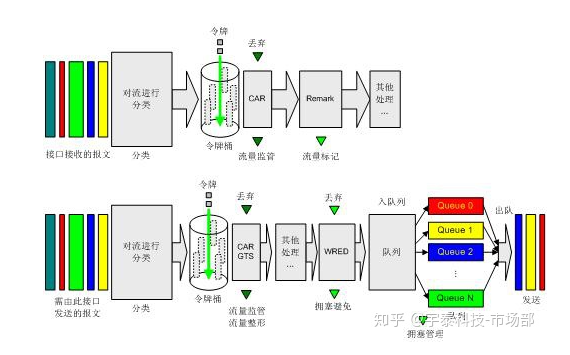 令牌
丢弃
对流进行
分类
CAR
Remark
其他
处理
...
接口接收的报文
分类
令牌桶
流量监管
流量标记
令牌
丢弃
丢弃
入队列
Queue 0
出队
对流进行
分类
CAR
GTS
其他
处理
...
WRED
队列
Queue 1
Queue 2
...
Queue N
需由此接口
发送的报文
分类
令牌桶
流量监管
流量整形
拥塞避免
队列
发送
拥塞管理
知乎 @宇泰科技-市场部